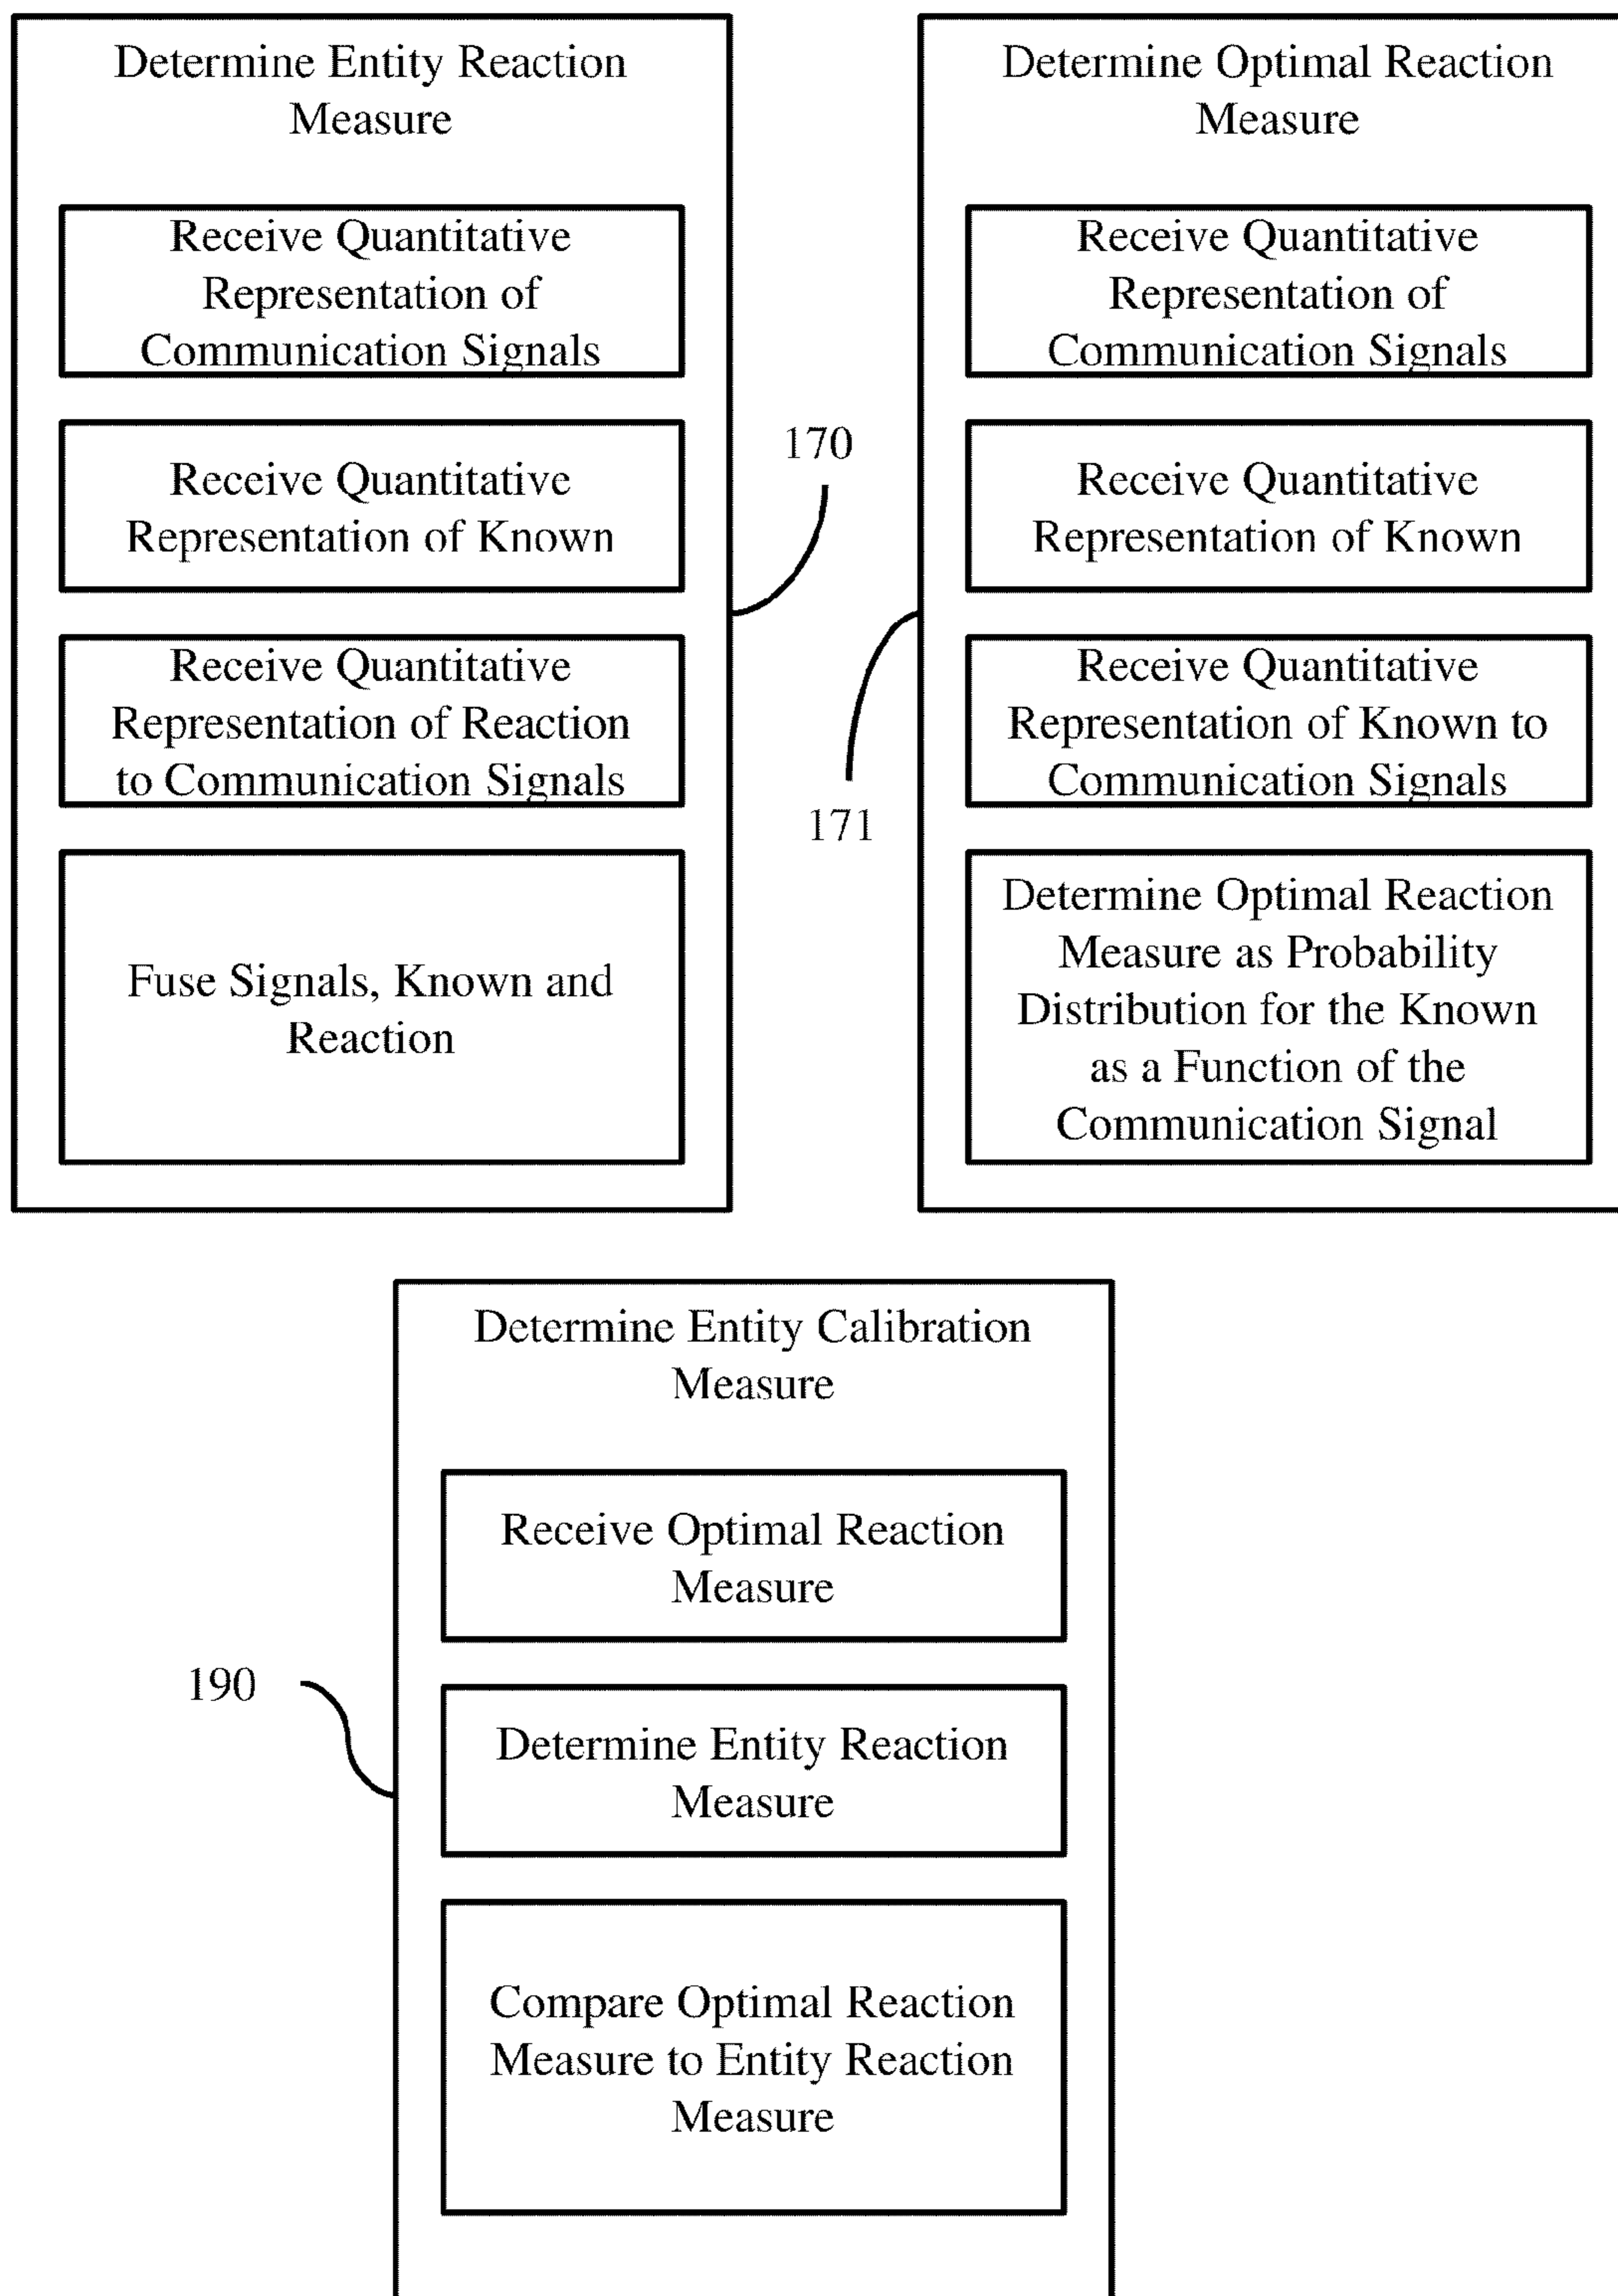 Determine Entity Reaction
Measure
Receive Quantitative
Representation of
Communication Signals
Receive Quantitative
Representation of Known
Receive Quantitative
Representation of Reaction
to Communication Signals
Fuse Signals, Known and
Reaction
170
171
Determine Optimal Reaction
Measure
Receive Quantitative
Representation of
Communication Signals
Receive Quantitative
Representation of Known
Receive Quantitative
Representation of Known to
Communication Signals
Determine Optimal Reaction
Measure as Probability
Distribution for the Known
as a Function of the
Communication Signal
Determine Entity Calibration
Measure
Receive Optimal Reaction
Measure
190
Determine Entity Reaction
Measure
Compare Optimal Reaction
Measure to Entity Reaction
Measure